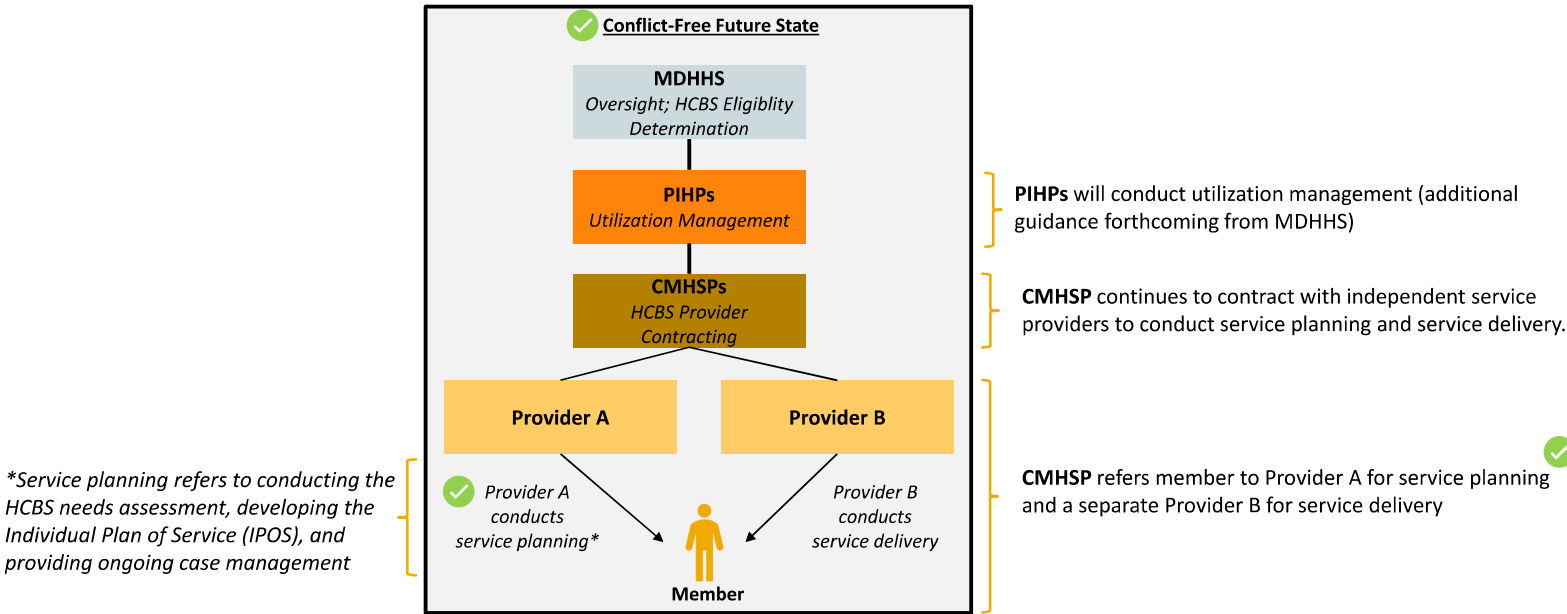 Conflict-Free Future State
MDHHS
Oversight; HCBS Eligiblity
Determination
PIHPs
Utilization Management
PIHPs will conduct utilization management (additional
guidance forthcoming from MDHHS)
CMHSPs
HCBS Provider
Contracting
CMHSP continues to contract with independent service
providers to conduct service planning and service delivery.
Provider A
Provider B
*Service planning refers to conducting the
HCBS needs assessment, developing the
Individual Plan of Service (IPOS), and
providing ongoing case management
Provider A
conducts
service planning*
Provider B
conducts
service delivery
CMHSP refers member to Provider A for service planning
and a separate Provider B for service delivery
Member